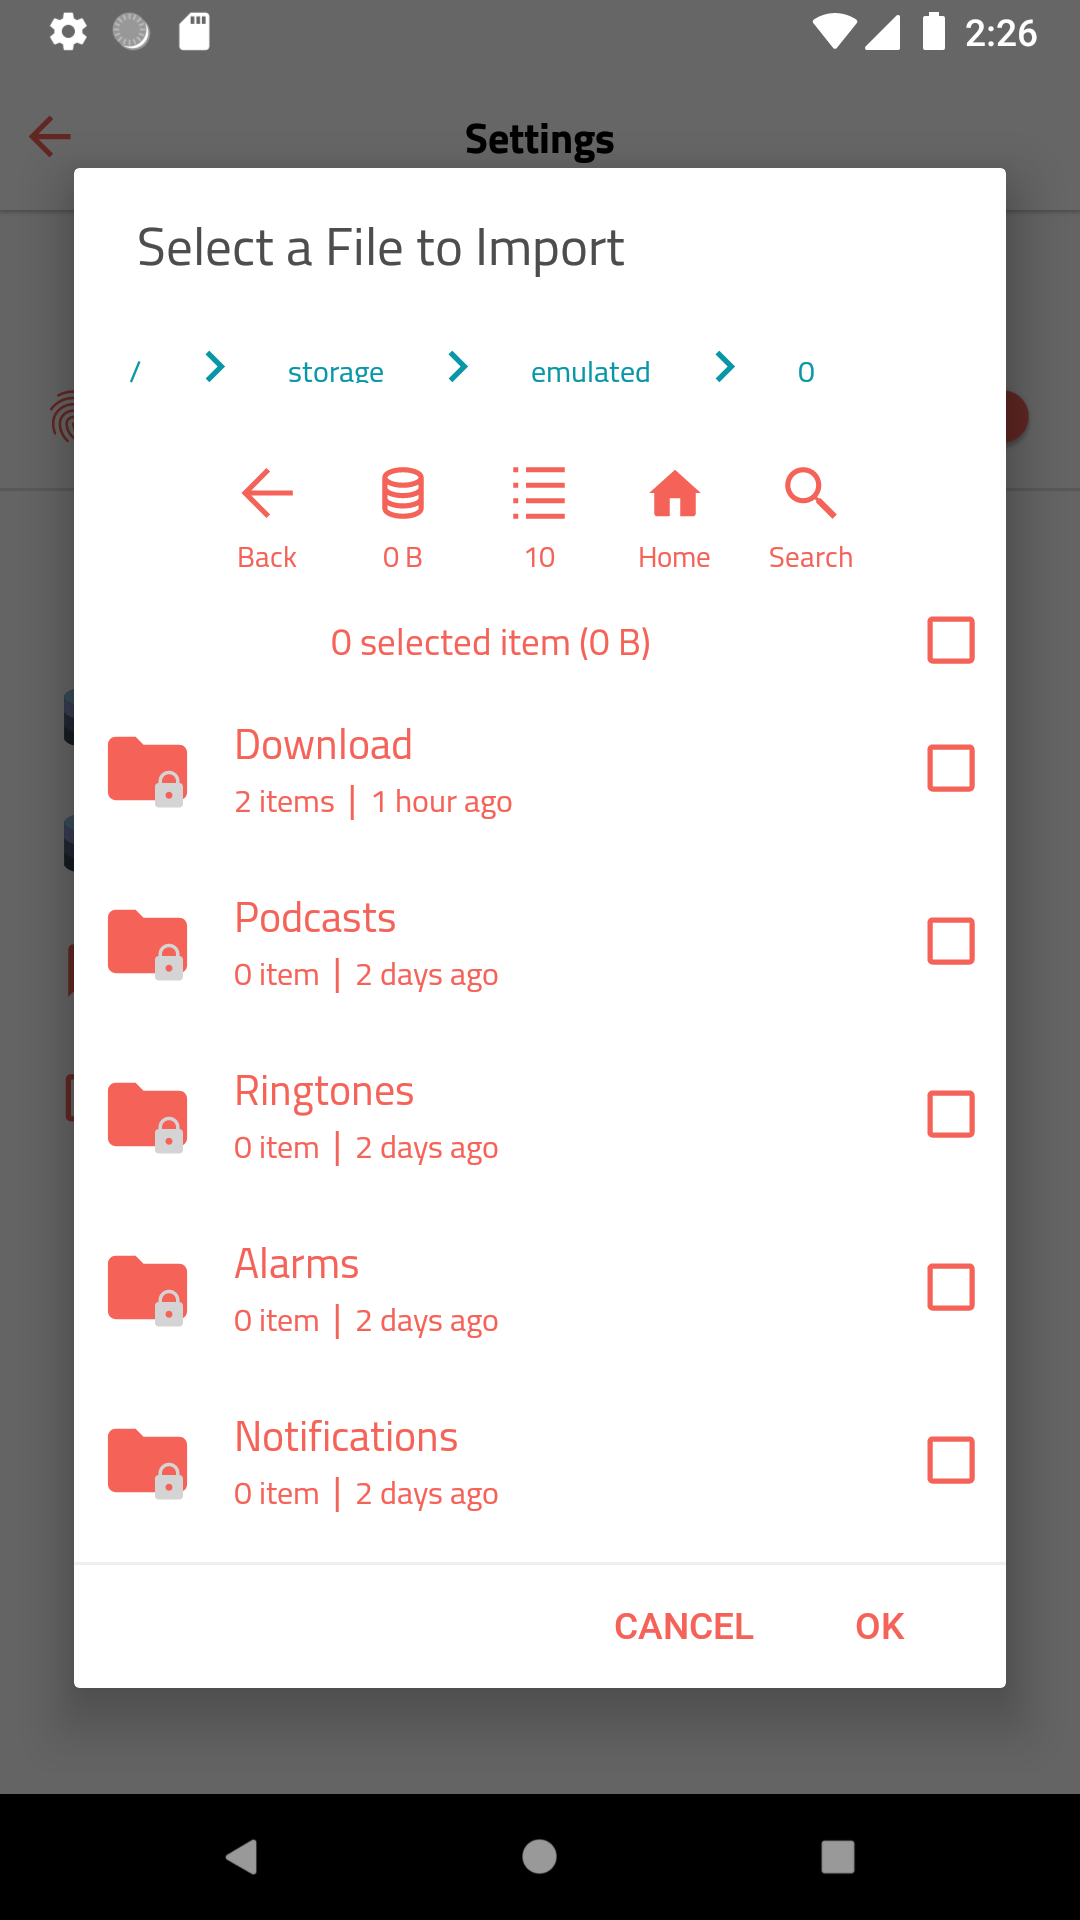 2:26
Settings
Select a File to Import
/ storage emulated 0
Back 0 B 10 Home Search
0 selected item (0 B)
Download
2 items | 1 hour ago
Podcasts
0 item | 2 days ago
Ringtones
0 item | 2 days ago
Alarms
0 item | 2 days ago
Notifications
0 item | 2 days ago
CANCEL OK